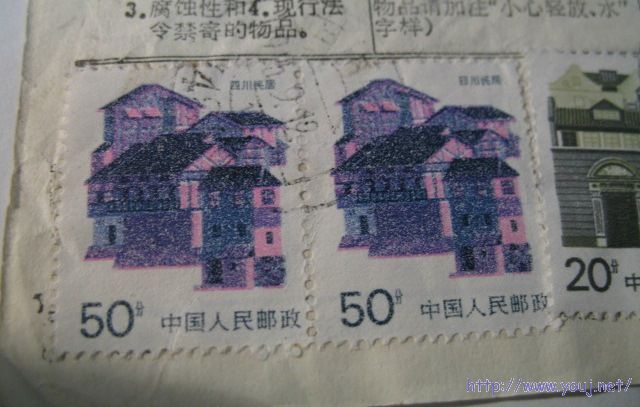 3.腐蚀性和4.现行法
令禁寄的物品。
物品请加注“小心轻放、水”
字样)
四川民居
四川民居
50分 中国人民邮政
50分 中国人民邮政
20分 中
http://www.youj.net/